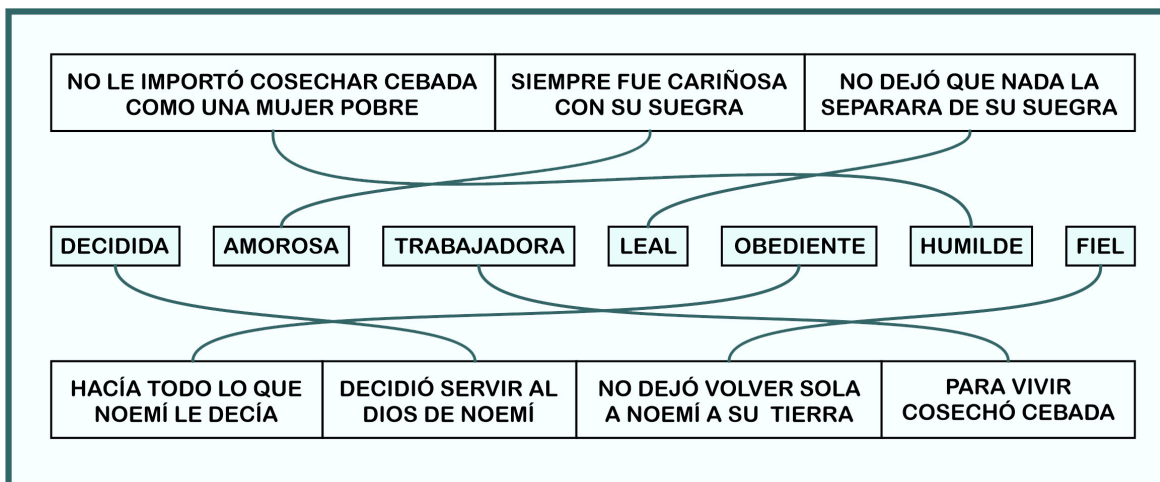 NO LE IMPORTÓ COSECHAR CEBADA
COMO UNA MUJER POBRE
SIEMPRE FUE CARIÑOSA
CON SU SUEGRA
NO DEJÓ QUE NADA LA
SEPARARA DE SU SUEGRA
DECIDIDA
AMOROSA
TRABAJADORA
LEAL
OBEDIENTE
HUMILDE
FIEL
HACÍA TODO LO QUE
NOEMÍ LE DECÍA
DECIDIÓ SERVIR AL
DIOS DE NOEMÍ
NO DEJÓ VOLVER SOLA
A NOEMÍ A SU TIERRA
PARA VIVIR
COSECHÓ CEBADA